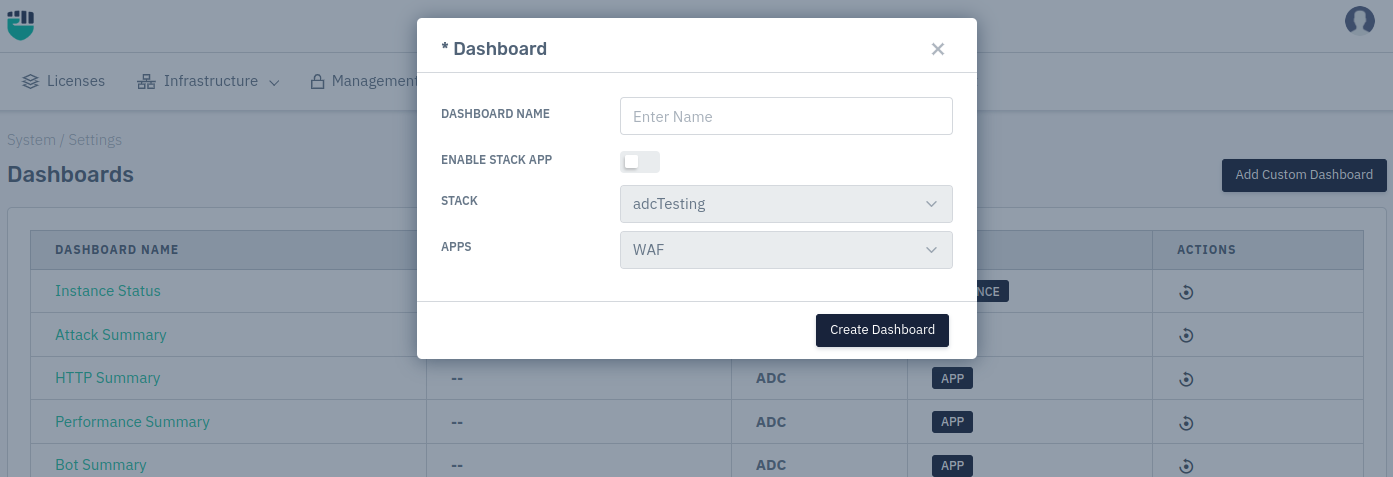 * Dashboard
Licenses
Infrastructure
Management
DASHBOARD NAME
Enter Name
System / Settings
ENABLE STACK APP
Dashboards
Add Custom Dashboard
STACK
adcTesting
APPS
WAF
DASHBOARD NAME
ACTIONS
Instance Status
NCE
Create Dashboard
Attack Summary
HTTP Summary -- ADC APP
Performance Summary -- ADC APP
Bot Summary -- ADC APP